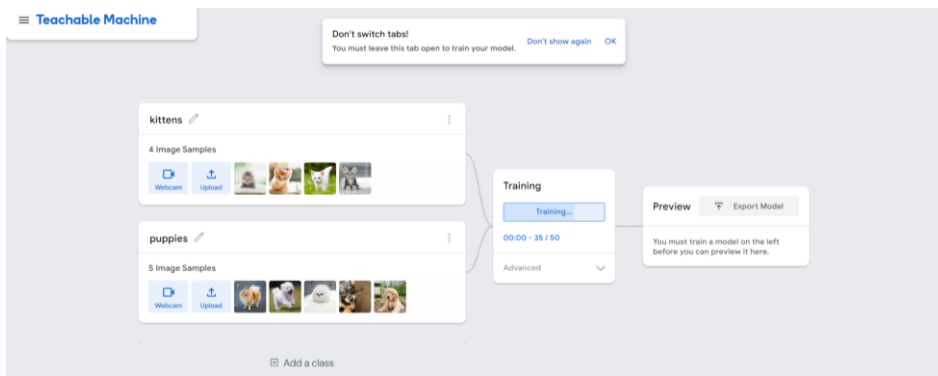 Teachable Machine
Don't switch tabs!
You must leave this tab open to train your model.
Don't show again
OK
kittens
4 Image Samples
Webcam
Upload
puppies
5 Image Samples
Webcam
Upload
Add a class
Training
Training...
00:00 - 35 / 50
Advanced
Preview
Export Model
You must train a model on the left
before you can preview it here.